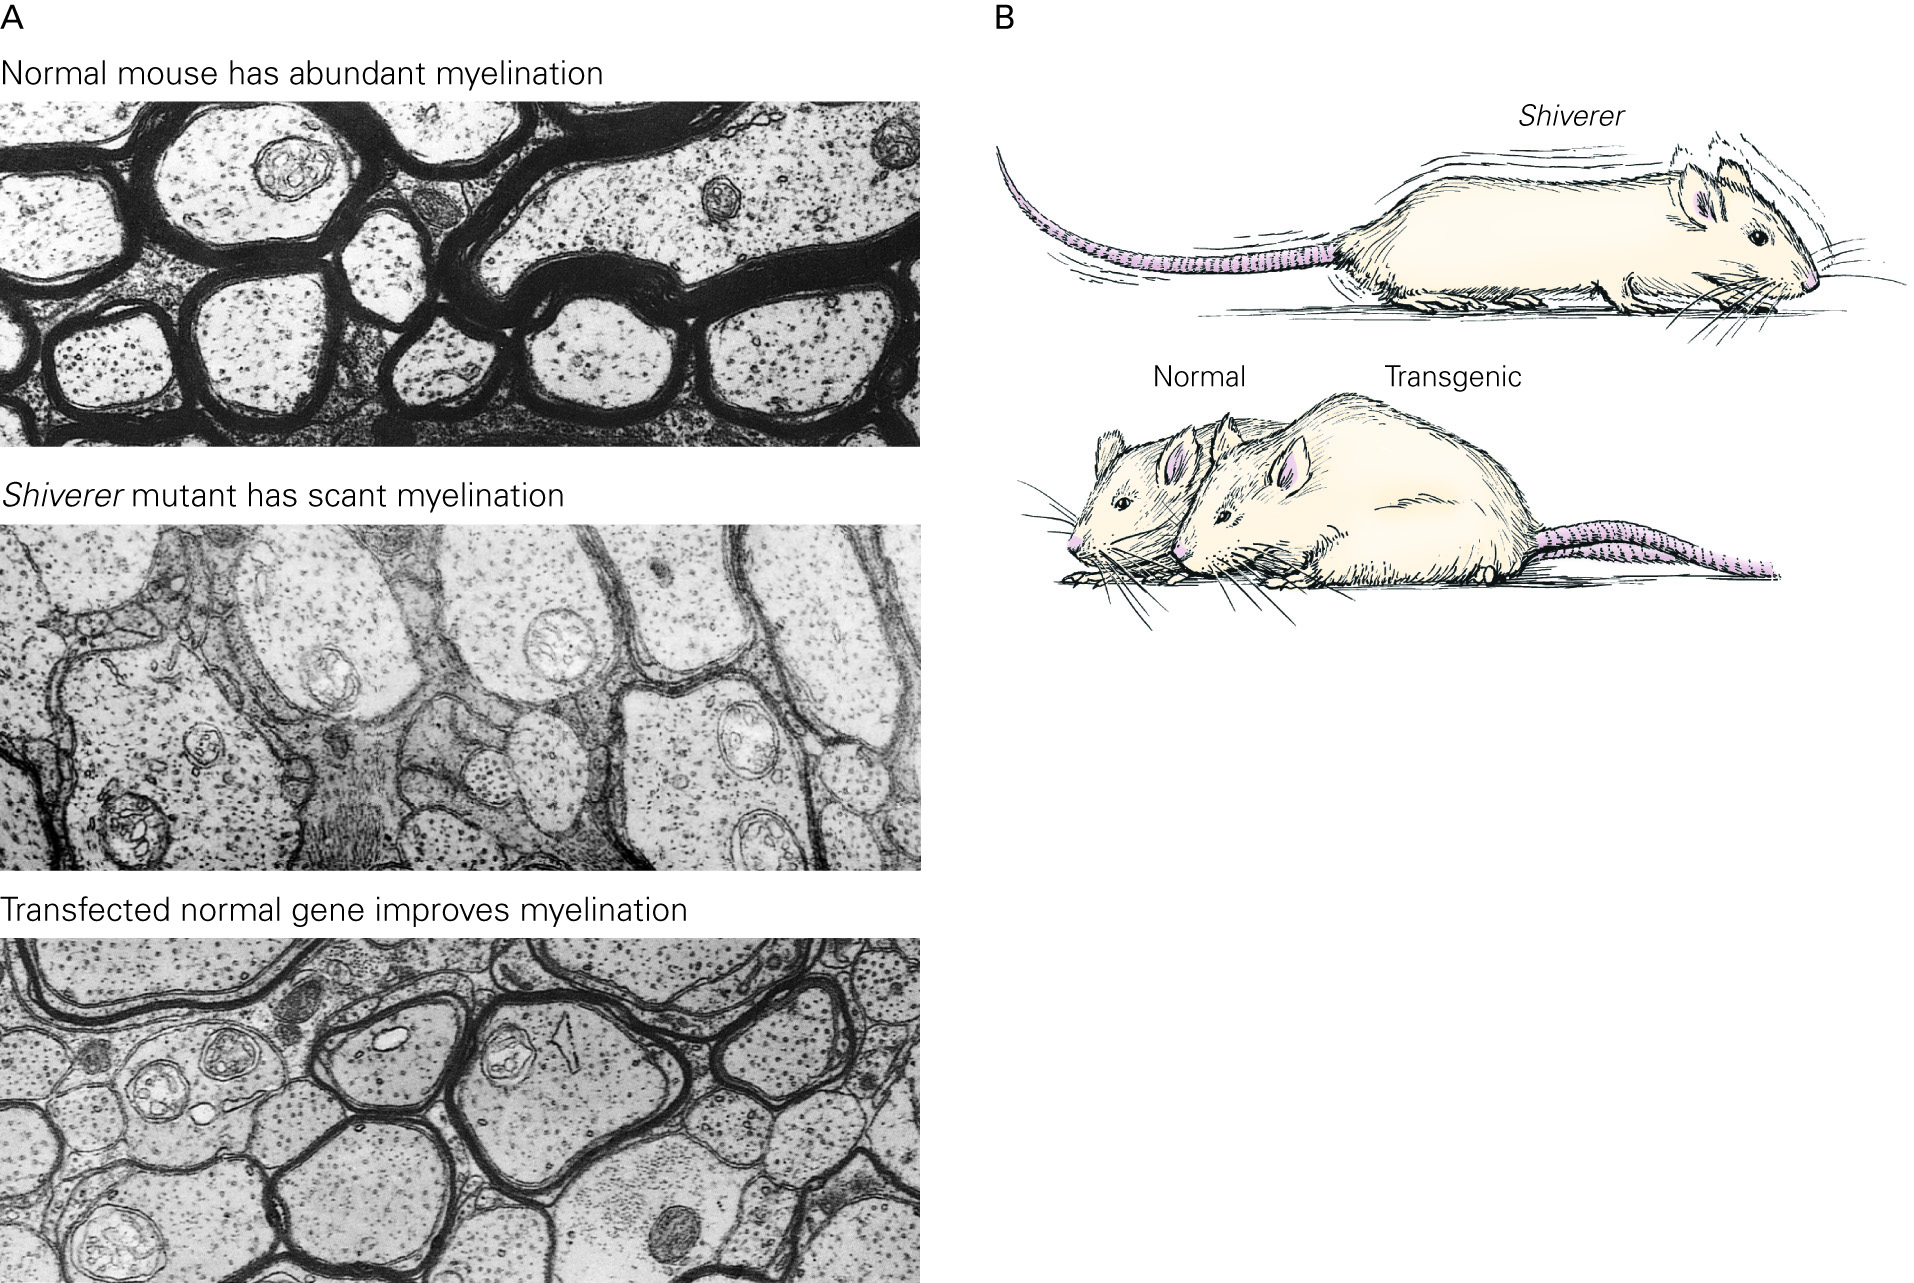 A
Normal mouse has abundant myelination
Shiverer mutant has scant myelination
Transfected normal gene improves myelination
B
Shiverer
Normal
Transgenic